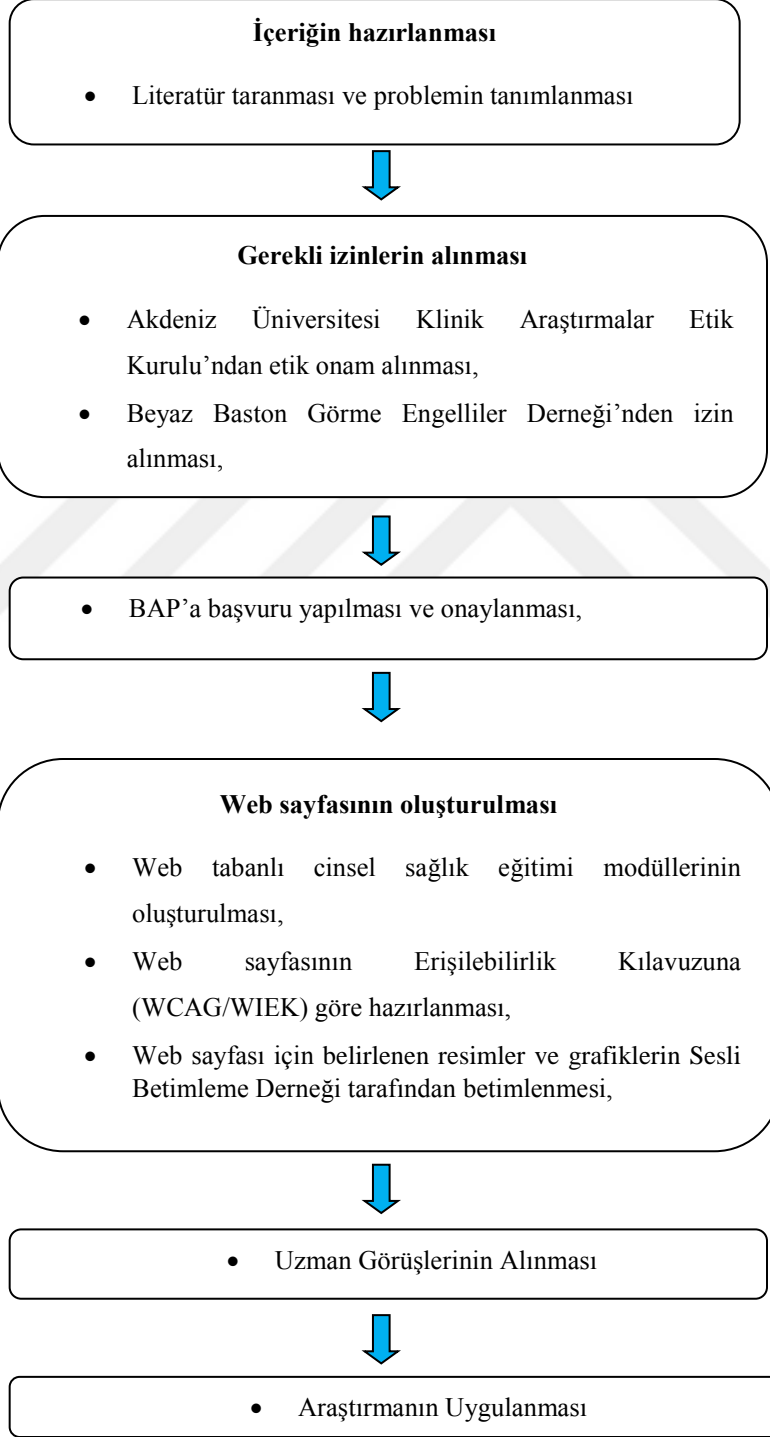 İçeriğin hazırlanması
• Literatür taranması ve problemin tanımlanması
Gerekli izinlerin alınması
• Akdeniz Üniversitesi Klinik Araştırmalar Etik
Kurulu’ndan etik onam alınması,
• Beyaz Baston Görme Engelliler Derneği’nden izin
alınması,
• BAP’a başvuru yapılması ve onaylanması,
Web sayfasının oluşturulması
• Web tabanlı cinsel sağlık eğitimi modüllerinin
oluşturulması,
• Web sayfasının Erişilebilirlik Kılavuzuna
(WCAG/WIEK) göre hazırlanması,
• Web sayfası için belirlenen resimler ve grafiklerin Sesli
Betimleme Derneği tarafından betimlenmesi,
• Uzman Görüşlerinin Alınması
• Araştırmanın Uygulanması